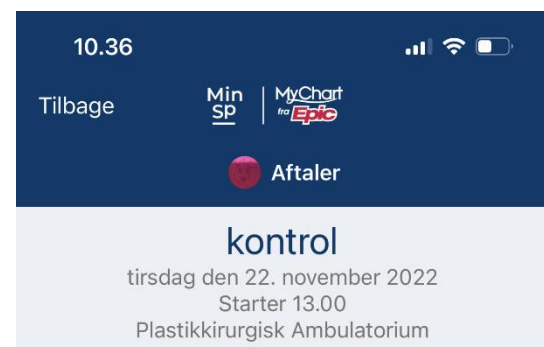 10.36
Tilbage
Min SP | MyChart fra Epic
Aftaler
kontrol
tirsdag den 22. november 2022
Starter 13.00
Plastikkirurgisk Ambulatorium